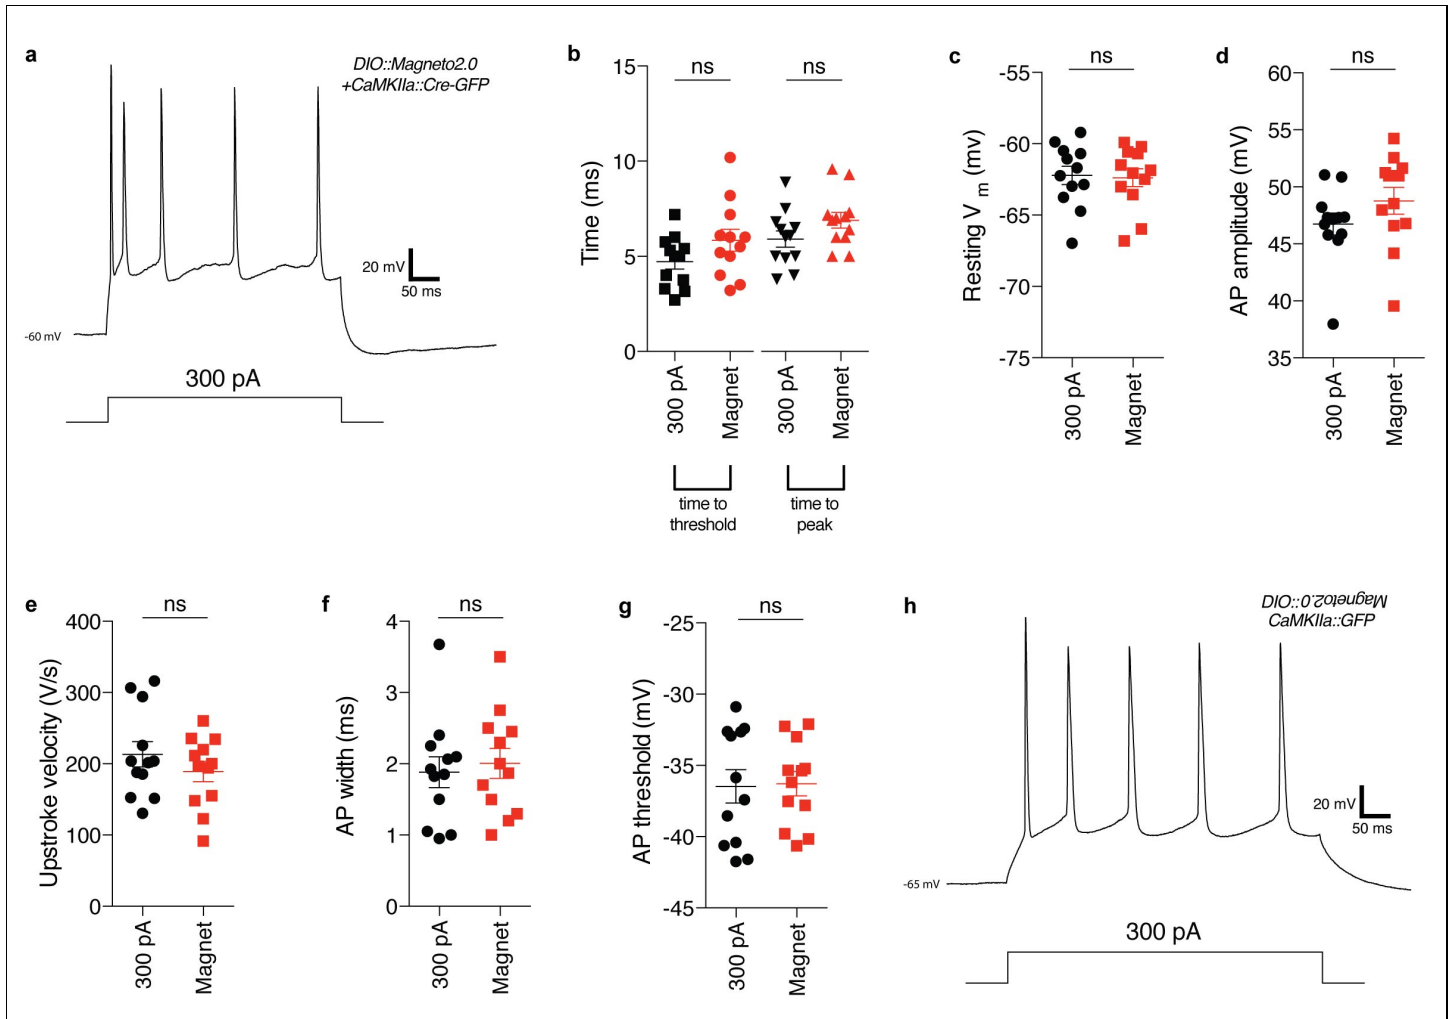 a
DIO::Magneto2.0
+CaMKIIa::Cre-GFP
20 mV
50 ms
-60 mV
300 pA
b
ns
ns
15
10
5
0
Time (ms)
300 pA
Magnet
300 pA
Magnet
time to
threshold
time to
peak
c
ns
-55
-60
-65
-70
-75
Resting V m (mv)
300 pA
Magnet
d
ns
60
55
50
45
40
35
AP amplitude (mV)
300 pA
Magnet
e
ns
400
300
200
100
0
Upstroke velocity (V/s)
300 pA
Magnet
f
ns
4
3
2
1
0
AP width (ms)
300 pA
Magnet
g
ns
-25
-30
-35
-40
-45
AP threshold (mV)
300 pA
Magnet
h
DIO::Magneto2.0
CaMKIIa::GFP
20 mV
50 ms
-65 mV
300 pA